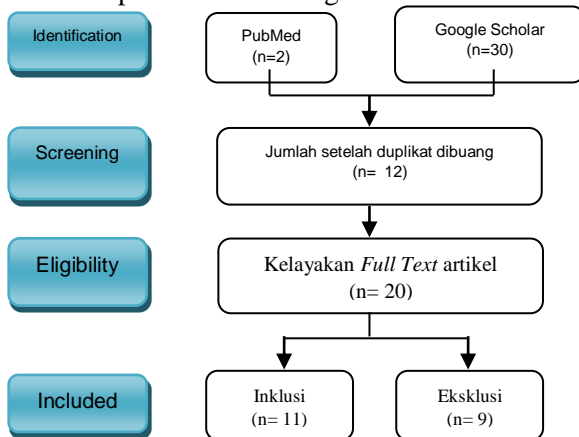 Identification
PubMed
(n=2)
Google Scholar
(n=30)
Screening
Jumlah setelah duplikat dibuang
(n= 12)
Eligibility
Kelayakan Full Text artikel
(n= 20)
Included
Inklusi
(n= 11)
Eksklusi
(n= 9)